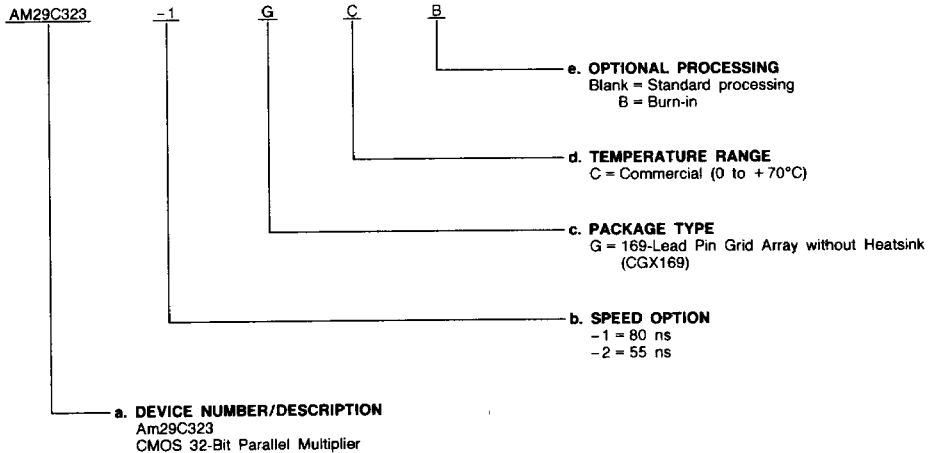 AM29C323 -1 G C B
e. OPTIONAL PROCESSING
Blank = Standard processing
B = Burn-in
d. TEMPERATURE RANGE
C = Commercial (0 to +70°C)
c. PACKAGE TYPE
G = 169-Lead Pin Grid Array without Heatsink
(CGX169)
b. SPEED OPTION
-1 = 80 ns
-2 = 55 ns
a. DEVICE NUMBER/DESCRIPTION
Am29C323
CMOS 32-Bit Parallel Multiplier